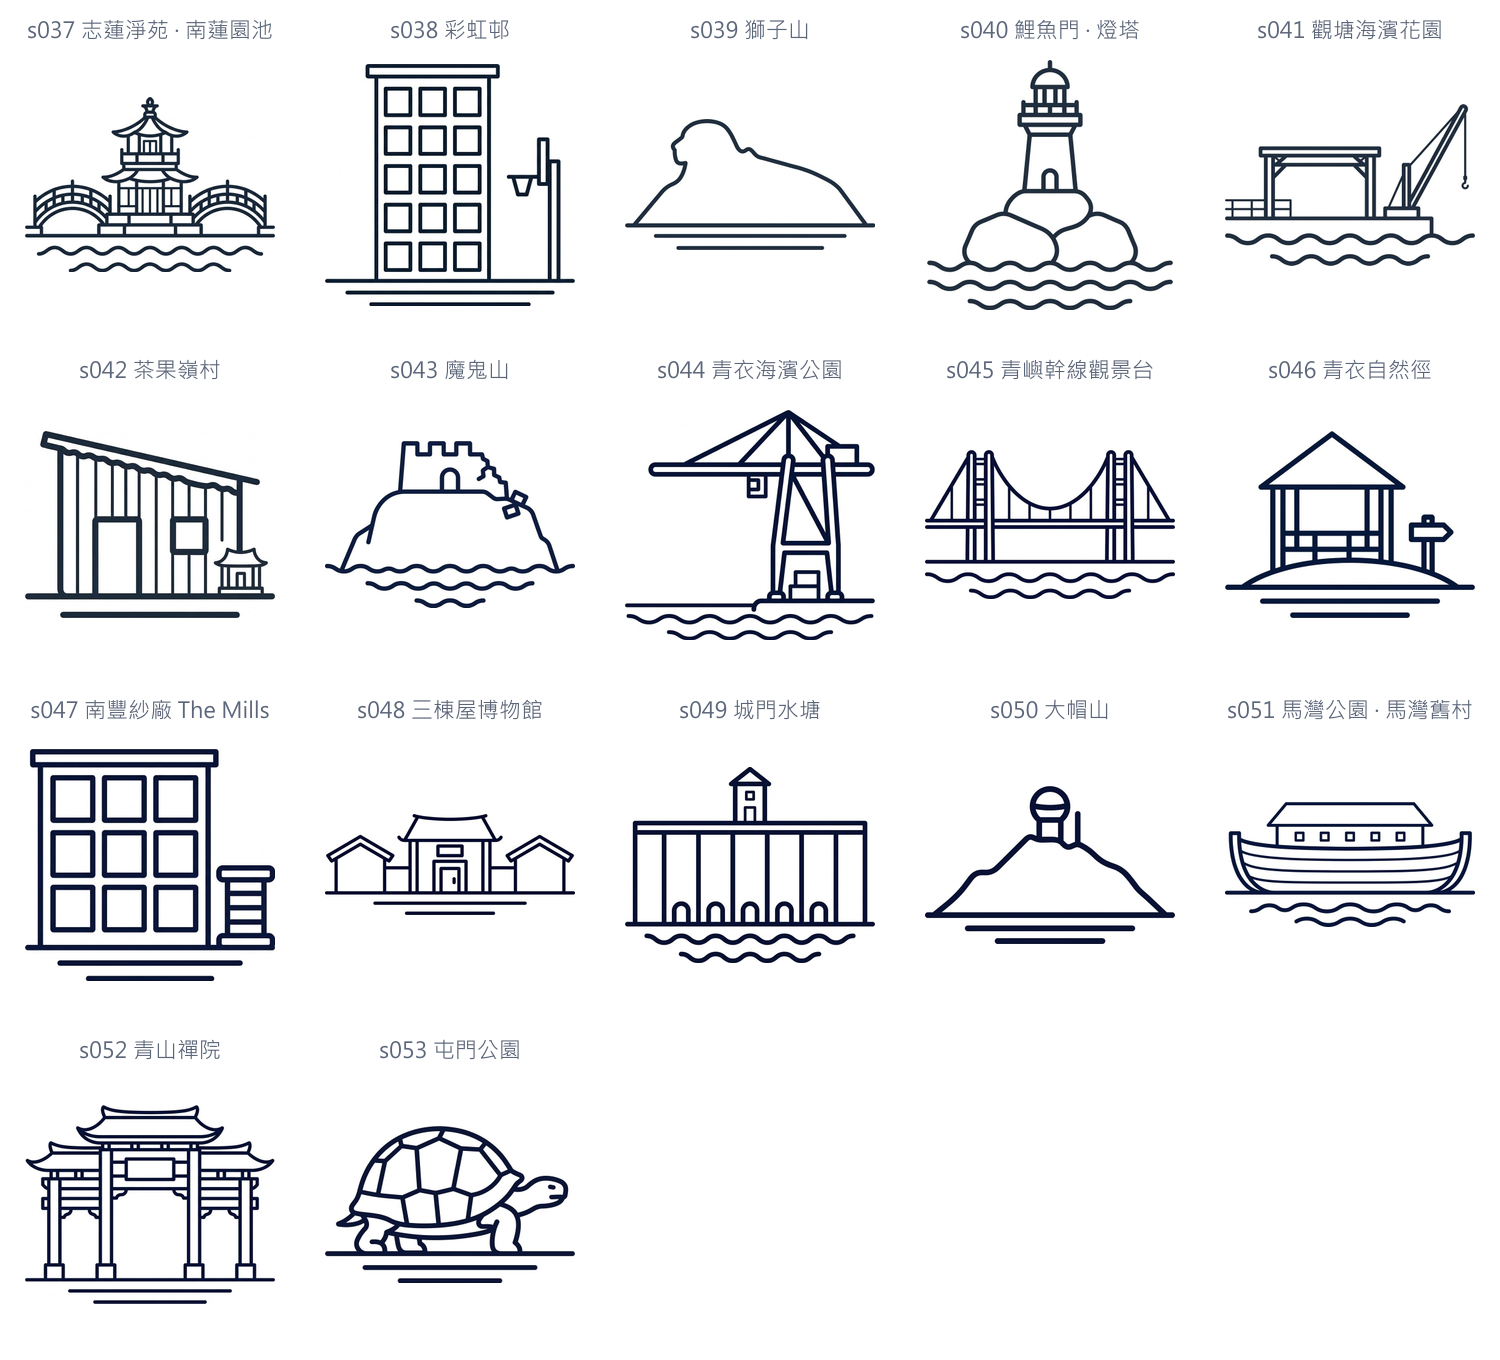 s037 志蓮淨苑 · 南蓮園池
s038 彩虹邨
s039 獅子山
s040 鯉魚門 · 燈塔
s041 觀塘海濱花園
s042 茶果嶺村
s043 魔鬼山
s044 青衣海濱公園
s045 青嶼幹線觀景台
s046 青衣自然徑
s047 南豐紗廠 The Mills
s048 三棟屋博物館
s049 城門水塘
s050 大帽山
s051 馬灣公園 · 馬灣舊村
s052 青山禪院
s053 屯門公園